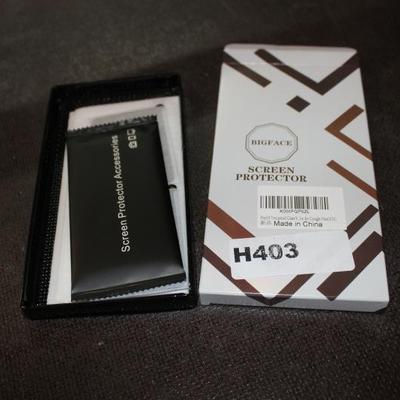 Screen Protector Accessories
BIGFACE
SCREEN
PROTECTOR
Made in China
H403